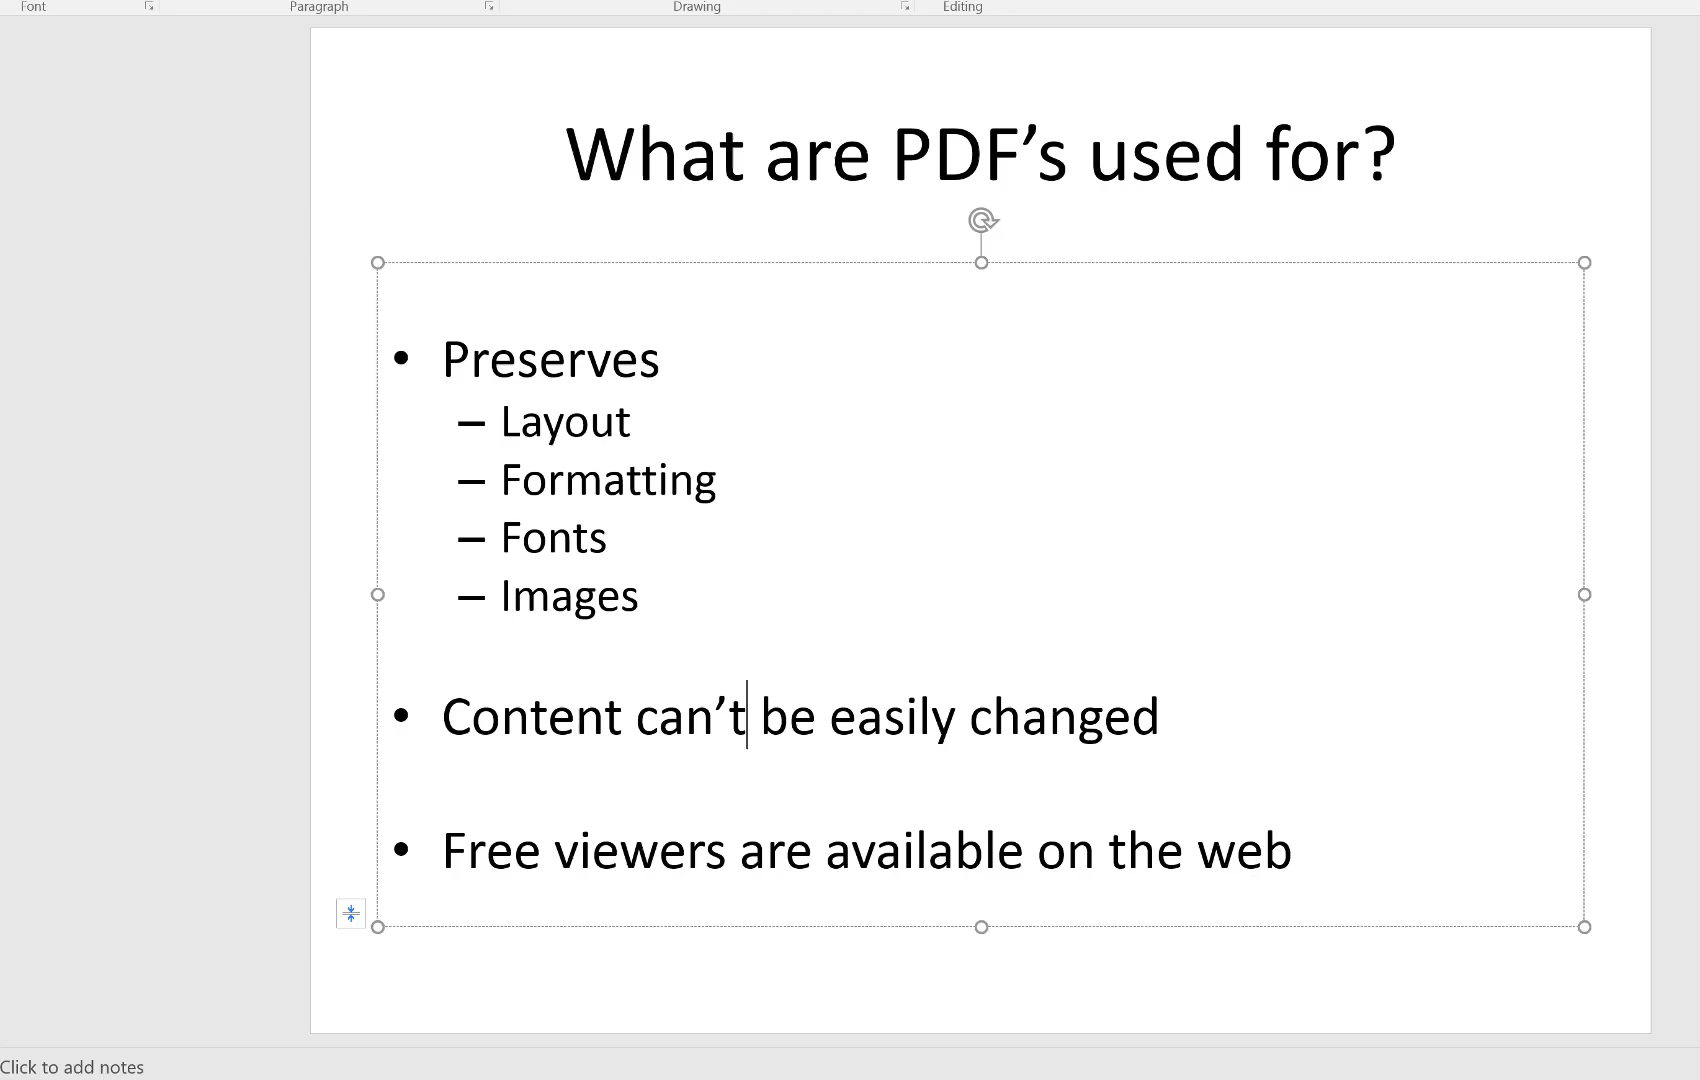 Font Paragraph Drawing Editing
What are PDF’s used for?
• Preserves
– Layout
– Formatting
– Fonts
– Images
• Content can’t be easily changed
• Free viewers are available on the web
Click to add notes